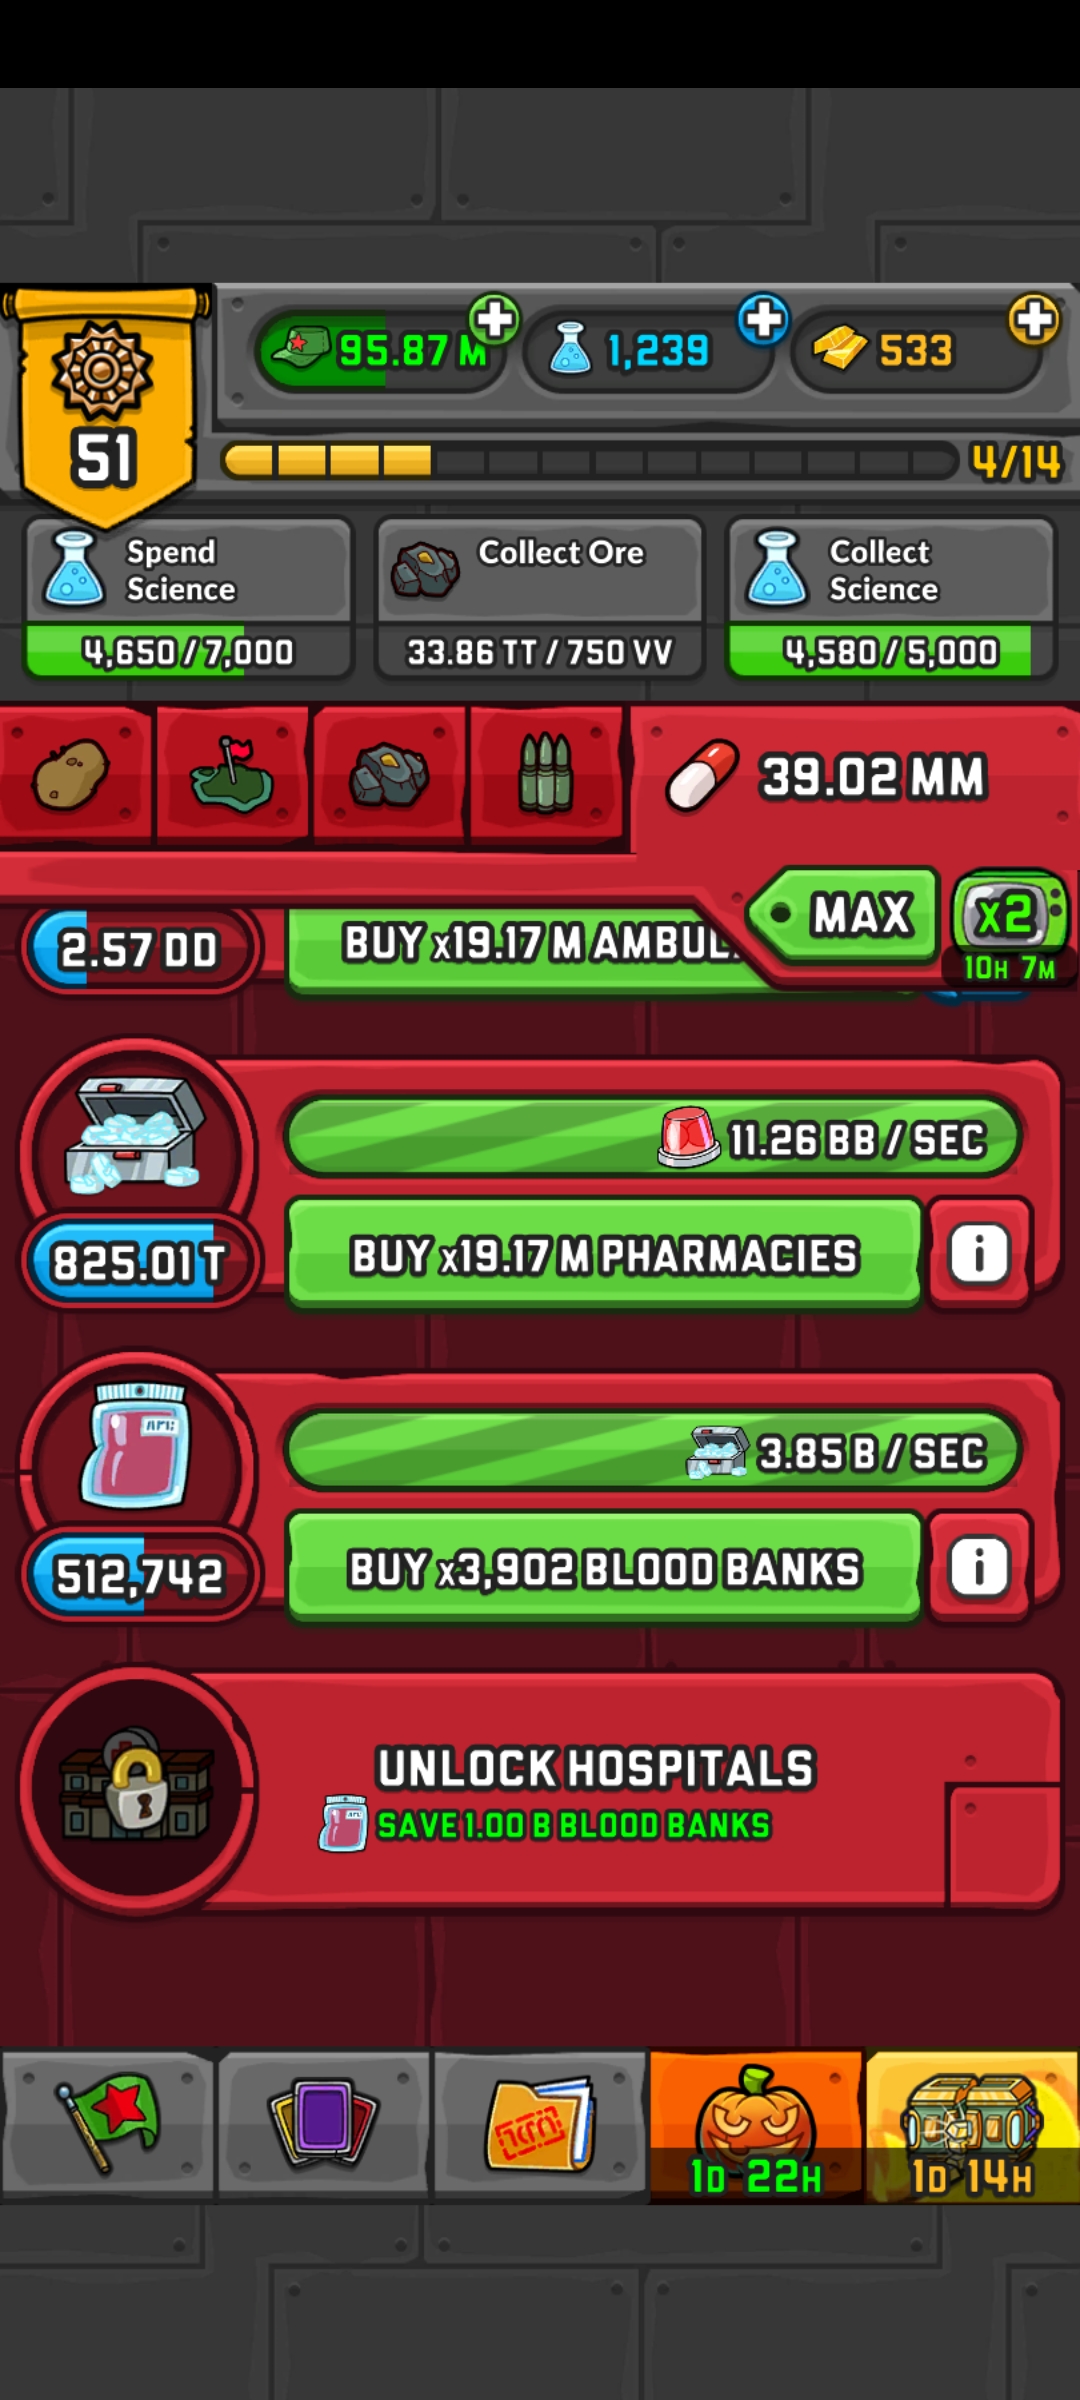 95.87 M
1,239
533
51
4/14
Spend
Science
Collect Ore
Collect
Science
4,650 / 7,000
33.86 TT / 750 VV
4,580 / 5,000
39.02 MM
MAX
x2
10H 7M
2.57 DD
BUY x19.17 M AMBUL
11.26 BB / SEC
825.01 T
BUY x19.17 M PHARMACIES
i
3.85 B / SEC
512,742
BUY x3,902 BLOOD BANKS
i
UNLOCK HOSPITALS
SAVE 1.00 B BLOOD BANKS
1D 22H
1D 14H